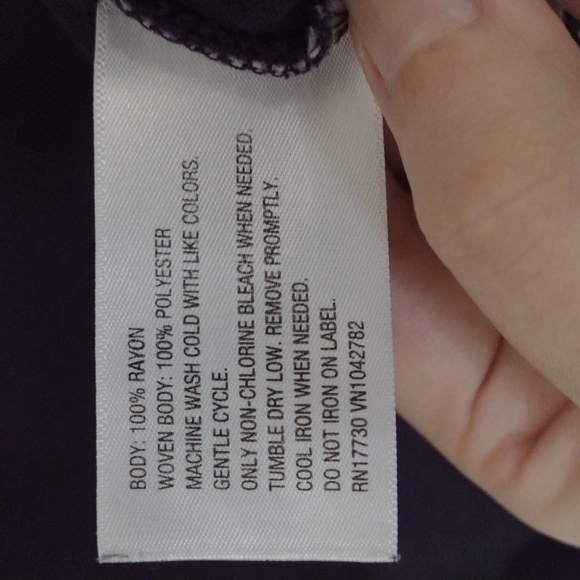 BODY: 100% RAYON
WOVEN BODY: 100% POLYESTER
MACHINE WASH COLD WITH LIKE COLORS.
GENTLE CYCLE.
ONLY NON-CHLORINE BLEACH WHEN NEEDED.
TUMBLE DRY LOW. REMOVE PROMPTLY.
COOL IRON WHEN NEEDED.
DO NOT IRON ON LABEL.
RN17730 VN1042782